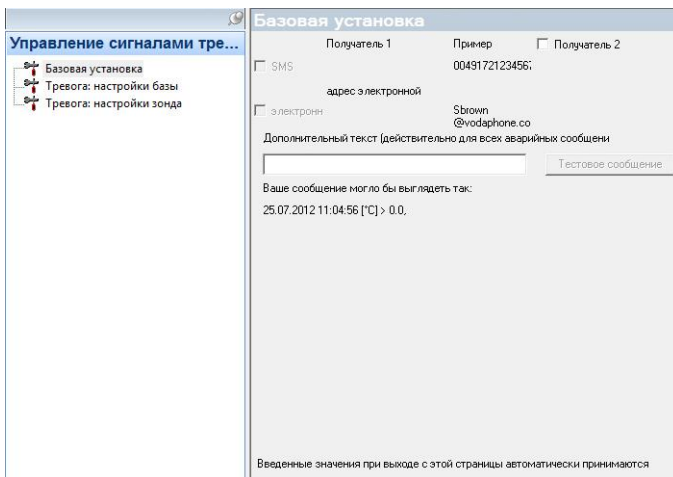 Базовая установка
Управление сигналами тре...
Базовая установка
Тревога: настройки базы
Тревога: настройки зонда
Получатель 1 Пример Получатель 2
SMS 0049172123456;
адрес электронной
электронн Sbrown
@vodaphone.co
Дополнительный текст (действительно для всех аварийных сообщени
Тестовое сообщение
Ваше сообщение могло бы выглядеть так:
25.07.2012 11:04:56 [°C] > 0.0,
Введенные значения при выходе с этой страницы автоматически принимаются